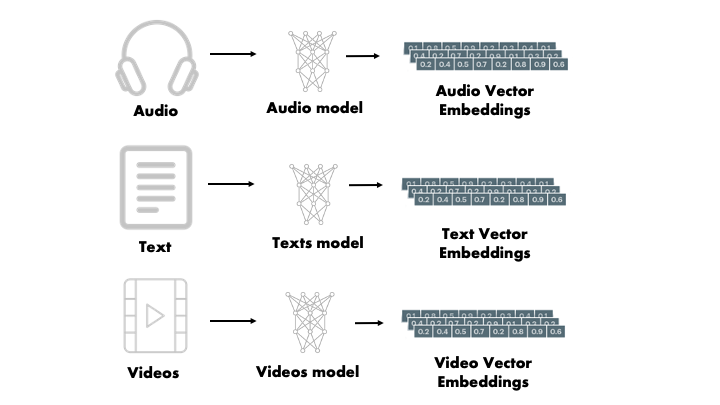 0.2 0.4 0.5 0.7 0.2 0.8 0.9 0.6
Audio
Audio model
Audio Vector
Embeddings
0.2 0.4 0.5 0.7 0.2 0.8 0.9 0.6
Text
Texts model
Text Vector
Embeddings
0.2 0.4 0.5 0.7 0.2 0.8 0.9 0.6
Videos
Videos model
Video Vector
Embeddings